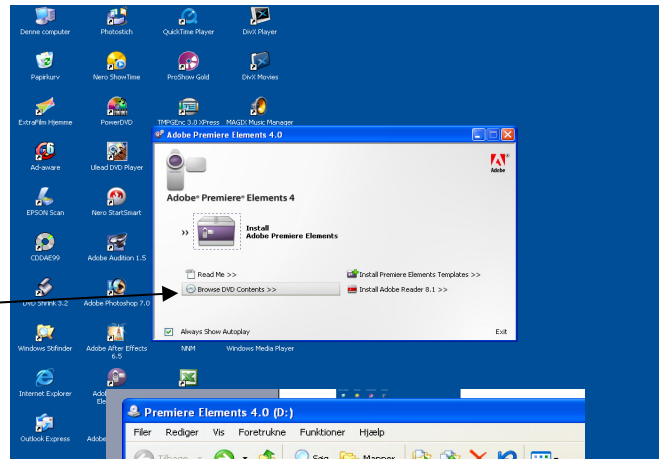 Denne computer
Photostich
QuickTime Player
DivX Player
Papirkurv
Nero ShowTime
ProShow Gold
DivX Movies
ExtraFilm Hjemme
PowerDVD
TMPGEnc 3.0 XPress
MAGIX Music Manager
Adobe Premiere Elements 4.0
Ad-aware
Ulead DVD Player
Adobe
Adobe® Premiere® Elements 4
EPSON Scan
Nero StartSmart
>> Install
Adobe Premiere Elements
CDDAE99
Adobe Audition 1.5
Read Me >>
Install Premiere Elements Templates >>
Browse DVD Contents >>
Install Adobe Reader 8.1 >>
DVD Shrink 3.2
Adobe Photoshop 7.0
Always Show Autoplay
Exit
Windows Stifinder
Adobe After Effects
6.5
NNM
Windows Media Player
Internet Explorer
Premiere Elements 4.0 (D:)
Outlook Express
Adobe
Filer Rediger Vis Foretrukne Funktioner Hjælp
Tilbage
Søg
Mapper